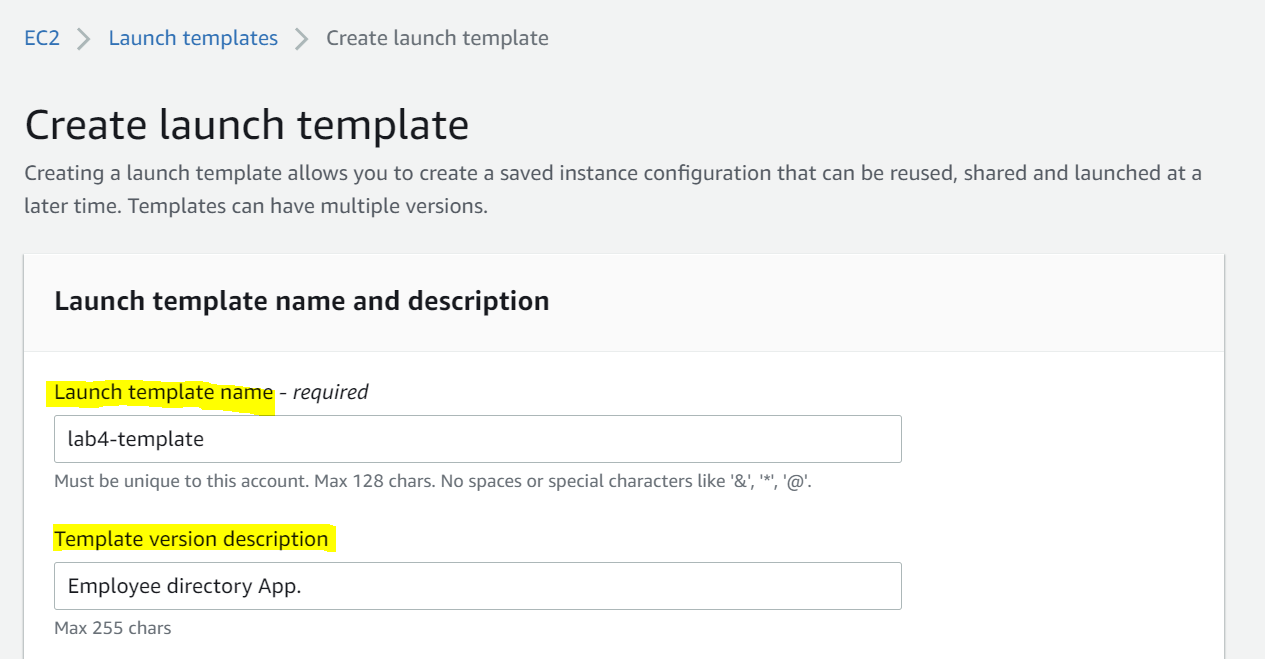 EC2 > Launch templates > Create launch template
Create launch template
Creating a launch template allows you to create a saved instance configuration that can be reused, shared and launched at a
later time. Templates can have multiple versions.
Launch template name and description
Launch template name - required
lab4-template
Must be unique to this account. Max 128 chars. No spaces or special characters like '&', '*', '@'.
Template version description
Employee directory App.
Max 255 chars